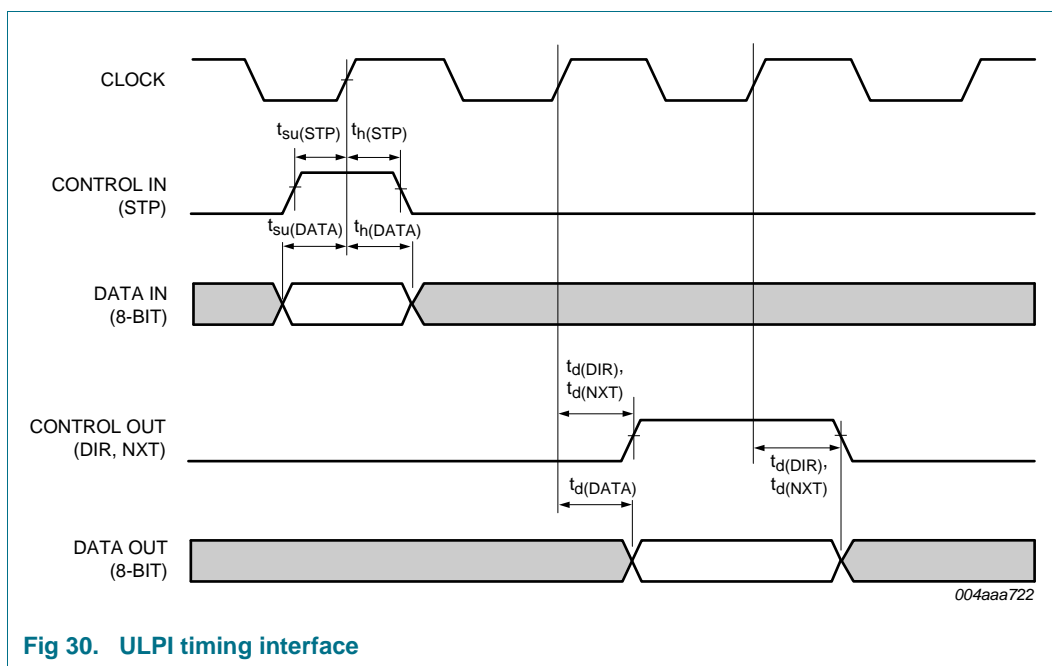 CLOCK
tsu(STP) th(STP)
CONTROL IN
(STP)
tsu(DATA) th(DATA)
DATA IN
(8-BIT)
td(DIR),
td(NXT)
CONTROL OUT
(DIR, NXT)
td(DIR),
td(NXT)
td(DATA)
DATA OUT
(8-BIT)
004aaa722
Fig 30. ULPI timing interface